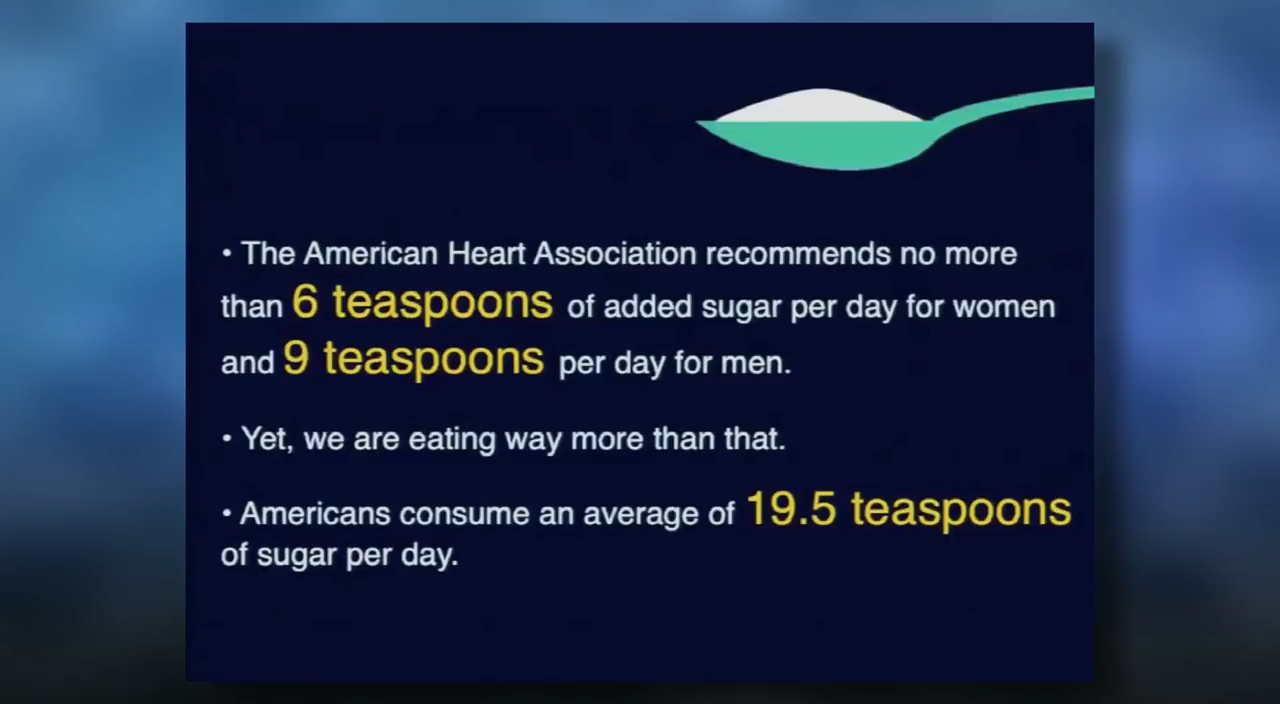 • The American Heart Association recommends no more
than 6 teaspoons of added sugar per day for women
and 9 teaspoons per day for men.
• Yet, we are eating way more than that.
• Americans consume an average of 19.5 teaspoons
of sugar per day.